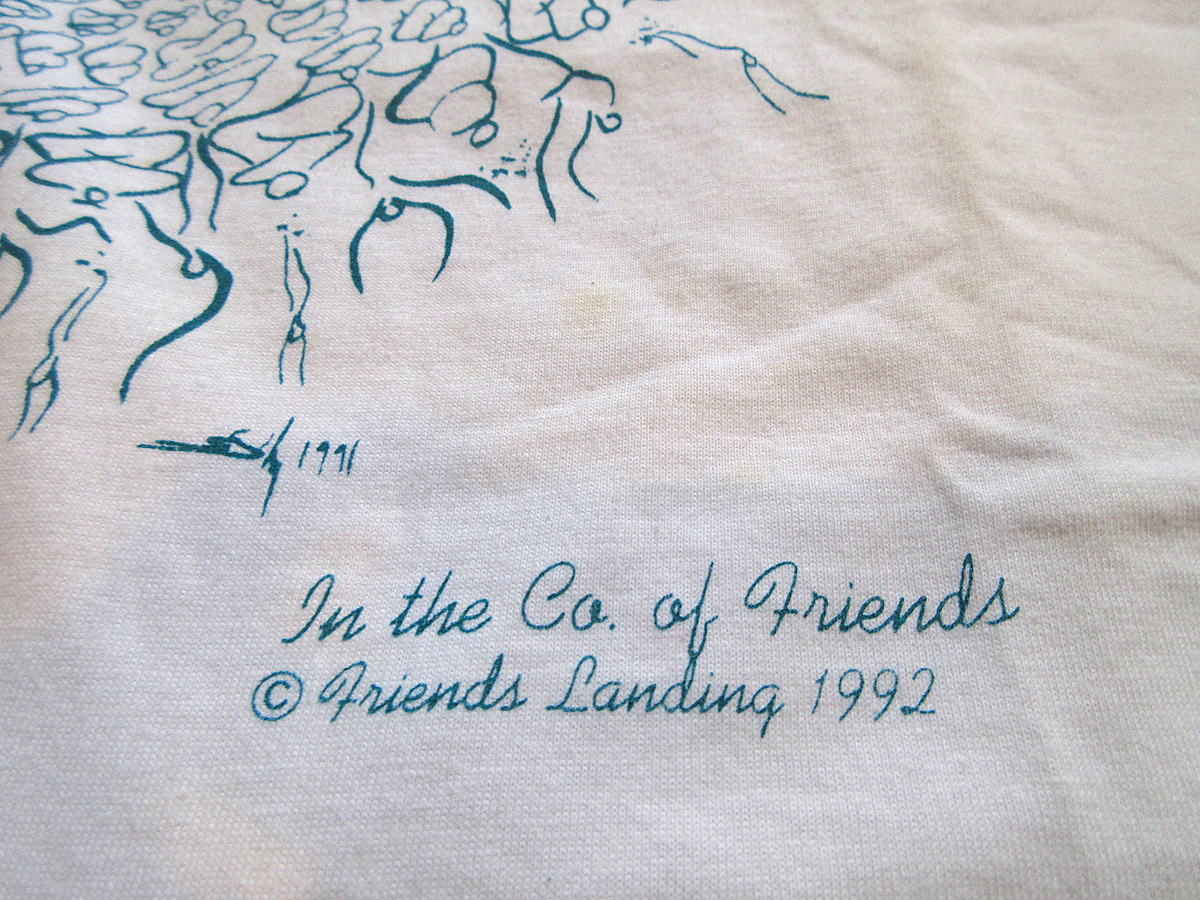 1991
In the Co. of Friends
© Friends Landing 1992